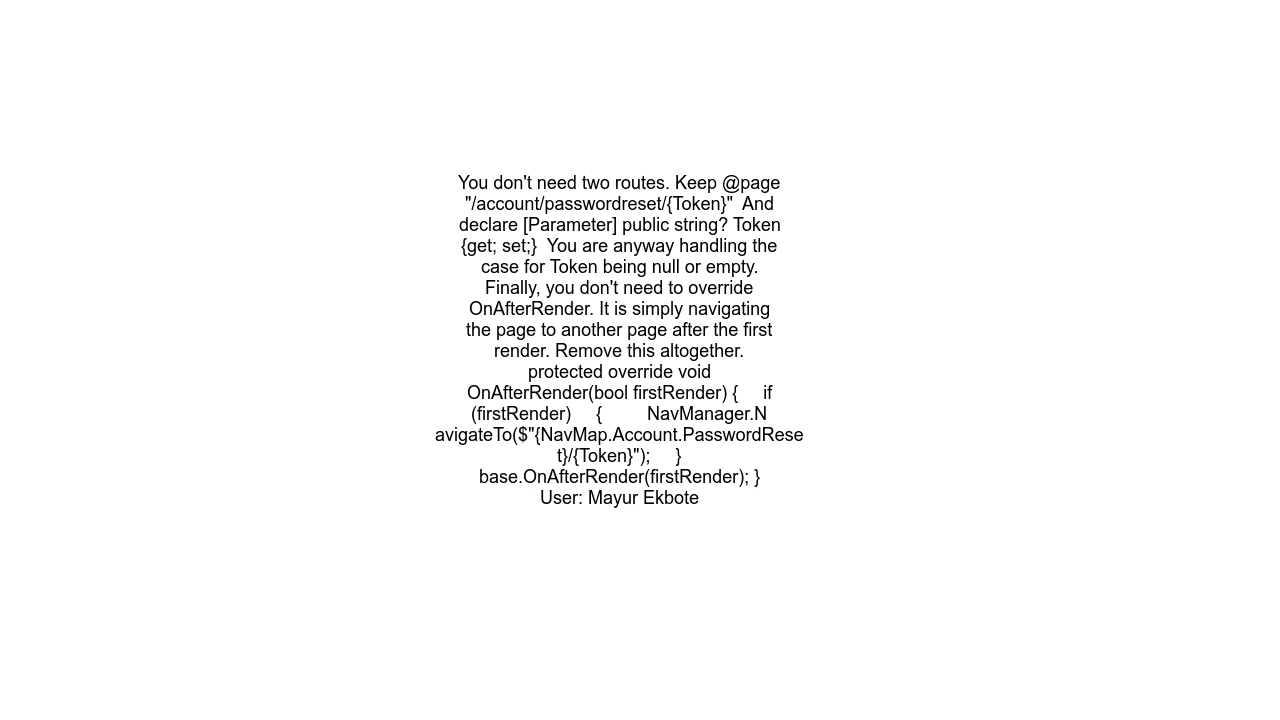 You don't need two routes. Keep @page
"/account/passwordreset/{Token}"  And
declare [Parameter] public string? Token
{get; set;}  You are anyway handling the
case for Token being null or empty.
Finally, you don't need to override
OnAfterRender. It is simply navigating
the page to another page after the first
render. Remove this altogether.
protected override void
OnAfterRender(bool firstRender) {     if
(firstRender)     {         NavManager.N
avigateTo($"{NavMap.Account.PasswordRese
t}/{Token}");     }
base.OnAfterRender(firstRender); }
User: Mayur Ekbote